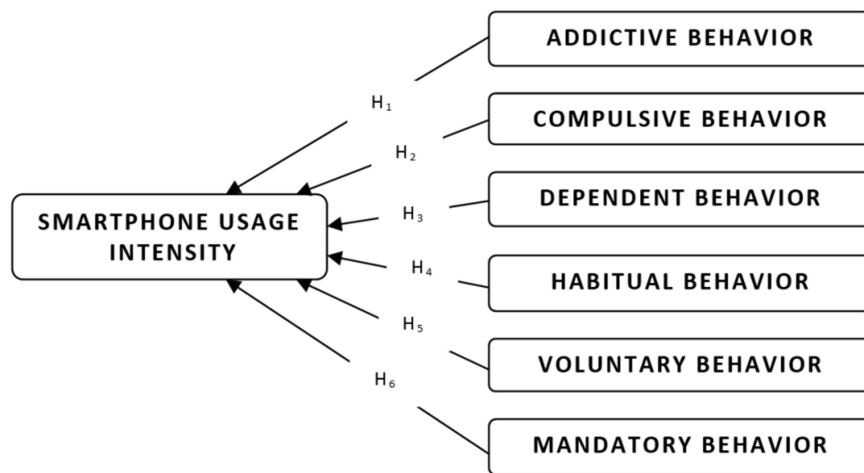 ADDICTIVE BEHAVIOR
H₁
COMPULSIVE BEHAVIOR
H₂
DEPENDENT BEHAVIOR
H₃
SMARTPHONE USAGE
INTENSITY
H₄
HABITUAL BEHAVIOR
H₅
VOLUNTARY BEHAVIOR
H₆
MANDATORY BEHAVIOR